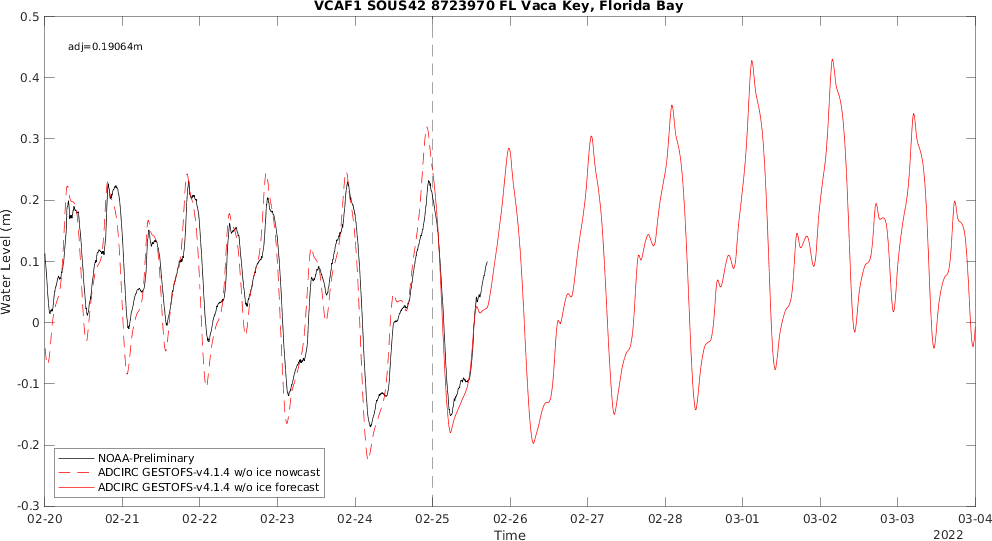 VCAF1 SOUS42 8723970 FL Vaca Key, Florida Bay
adj=0.19064m
Water Level (m)
0.5
0.4
0.3
0.2
0.1
0
-0.1
-0.2
-0.3
NOAA-Preliminary
ADCIRC GESTOFS-v4.1.4 w/o ice nowcast
ADCIRC GESTOFS-v4.1.4 w/o ice forecast
02-20 02-21 02-22 02-23 02-24 02-25 02-26 02-27 02-28 03-01 03-02 03-03 03-04
Time
2022